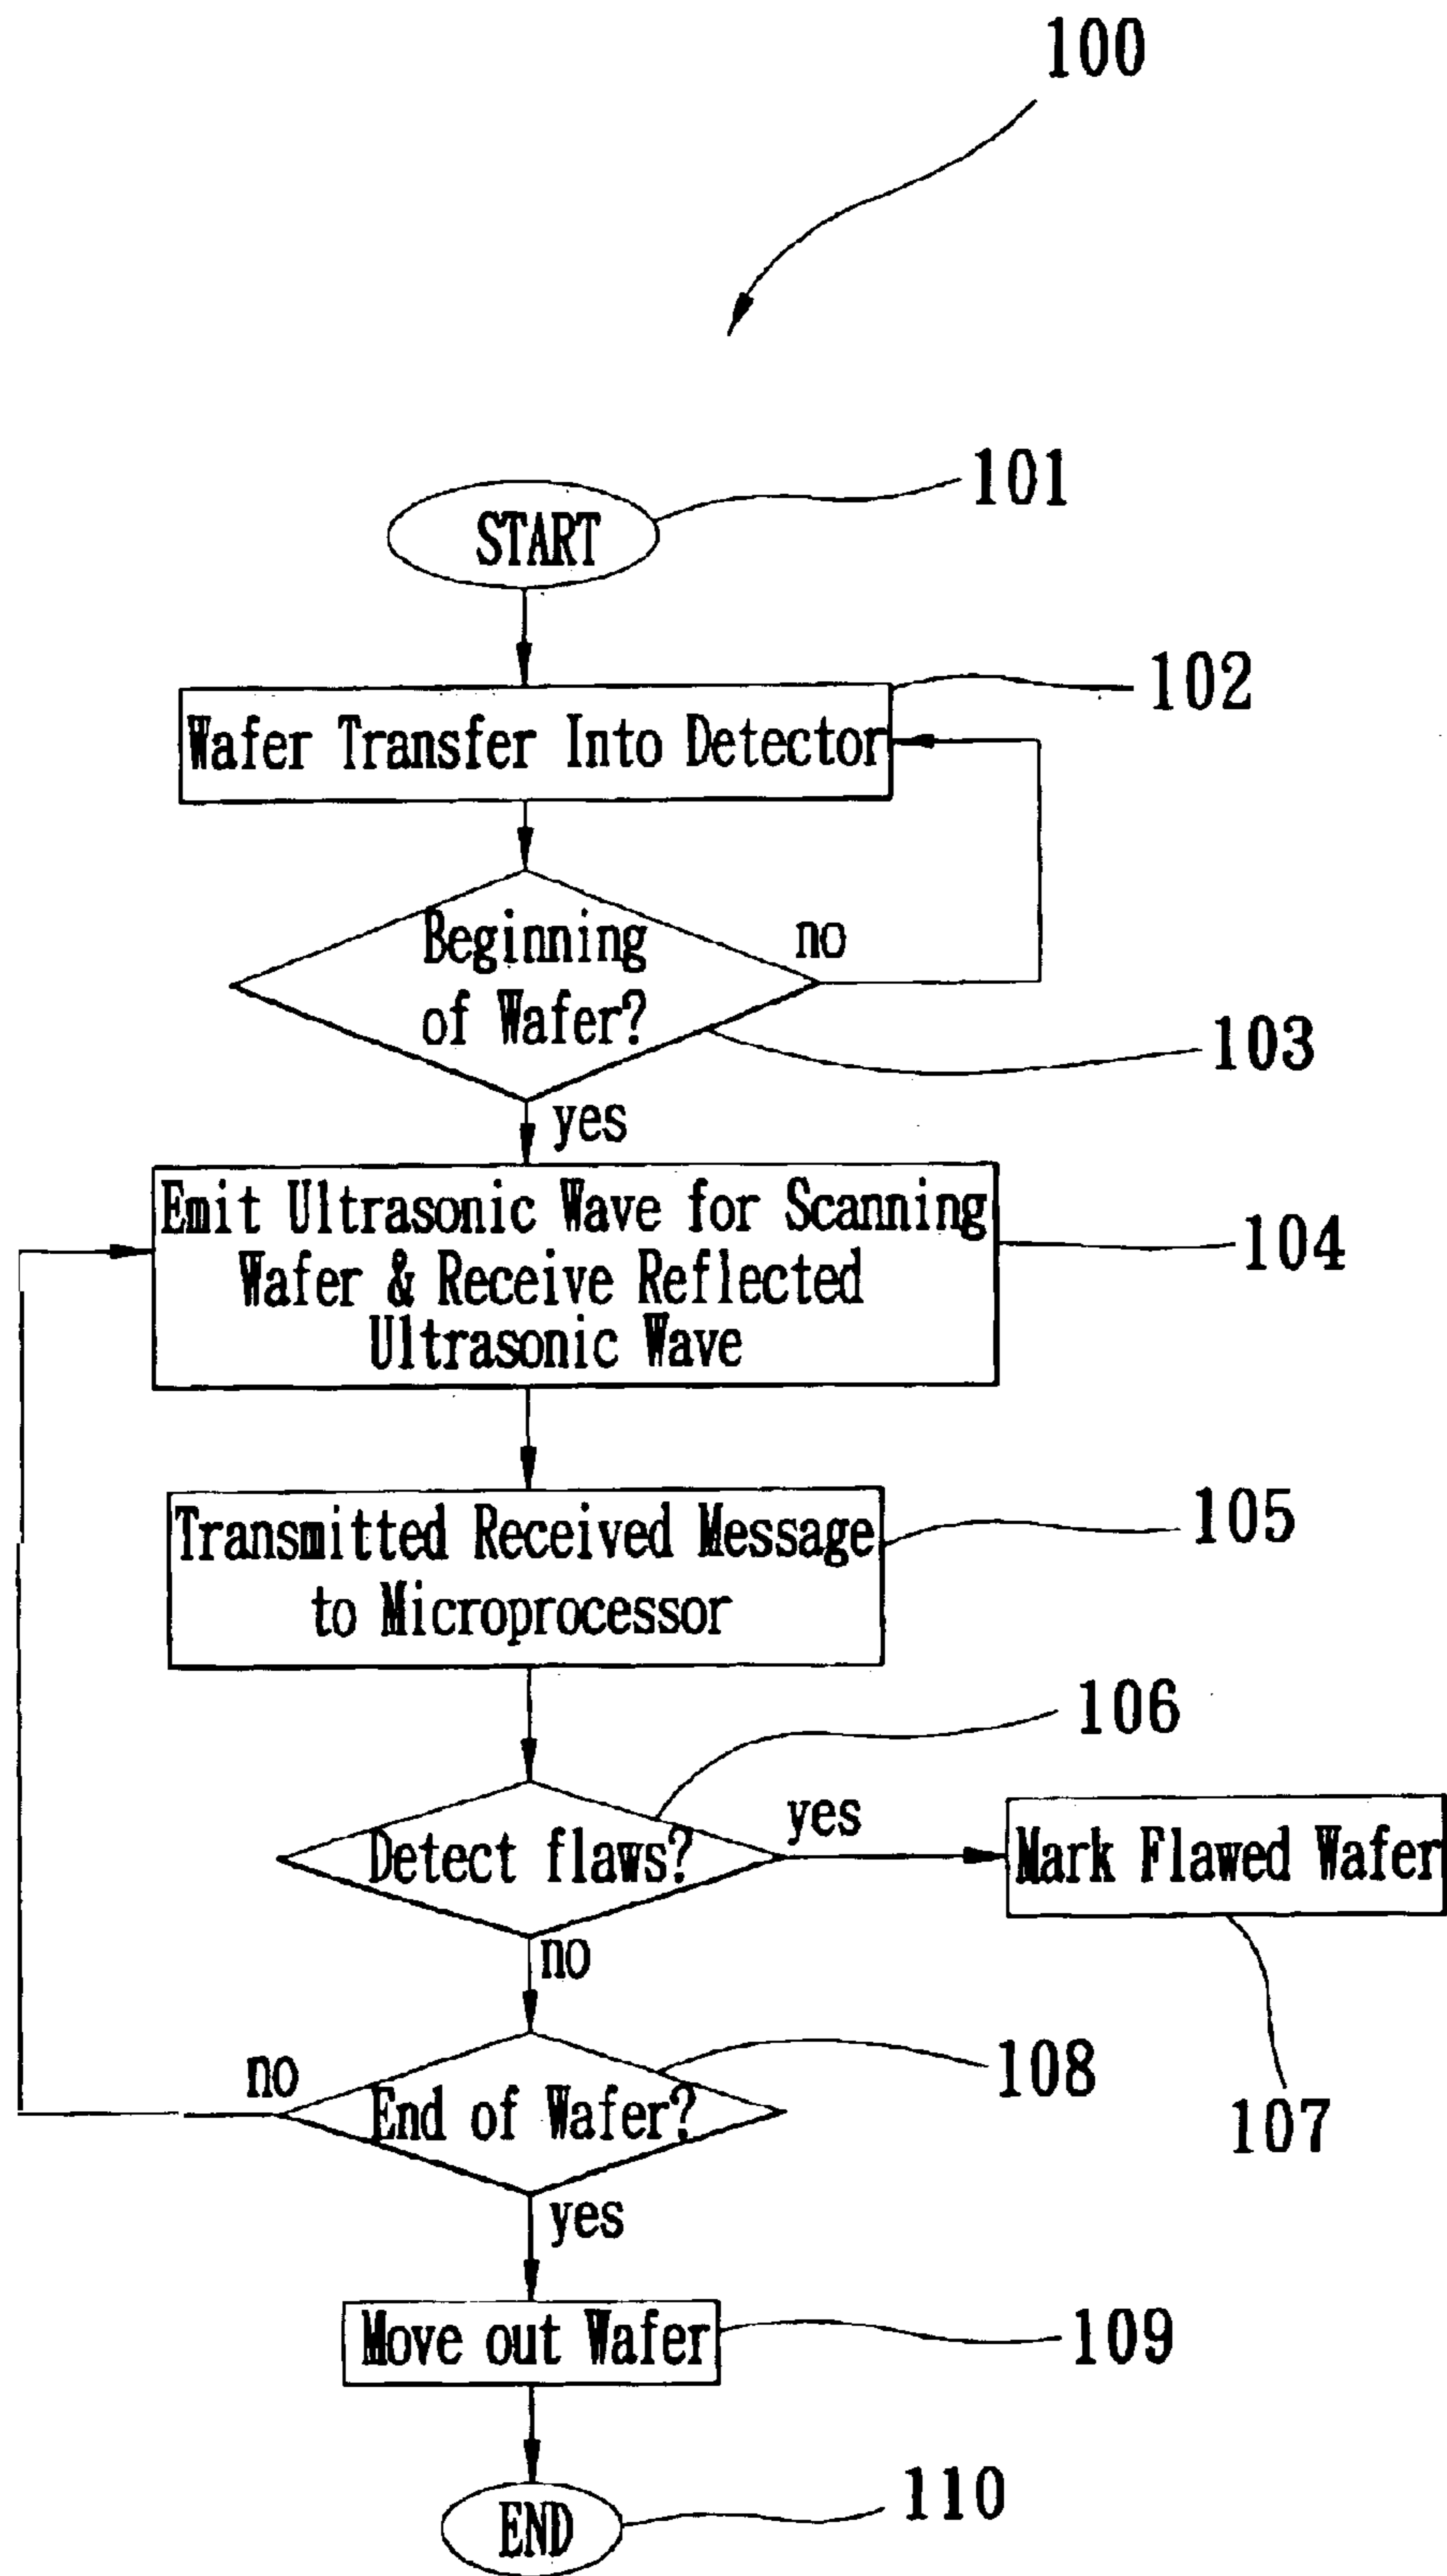 100
START
101
Wafer Transfer Into Detector
102
Beginning
of Wafer?
no
103
yes
Emit Ultrasonic Wave for Scanning
Wafer & Receive Reflected
Ultrasonic Wave
104
Transmitted Received Message
to Microprocessor
105
106
Detect flaws?
yes
Mark Flawed Wafer
107
no
End of Wafer?
108
no
yes
Move out Wafer
109
END
110